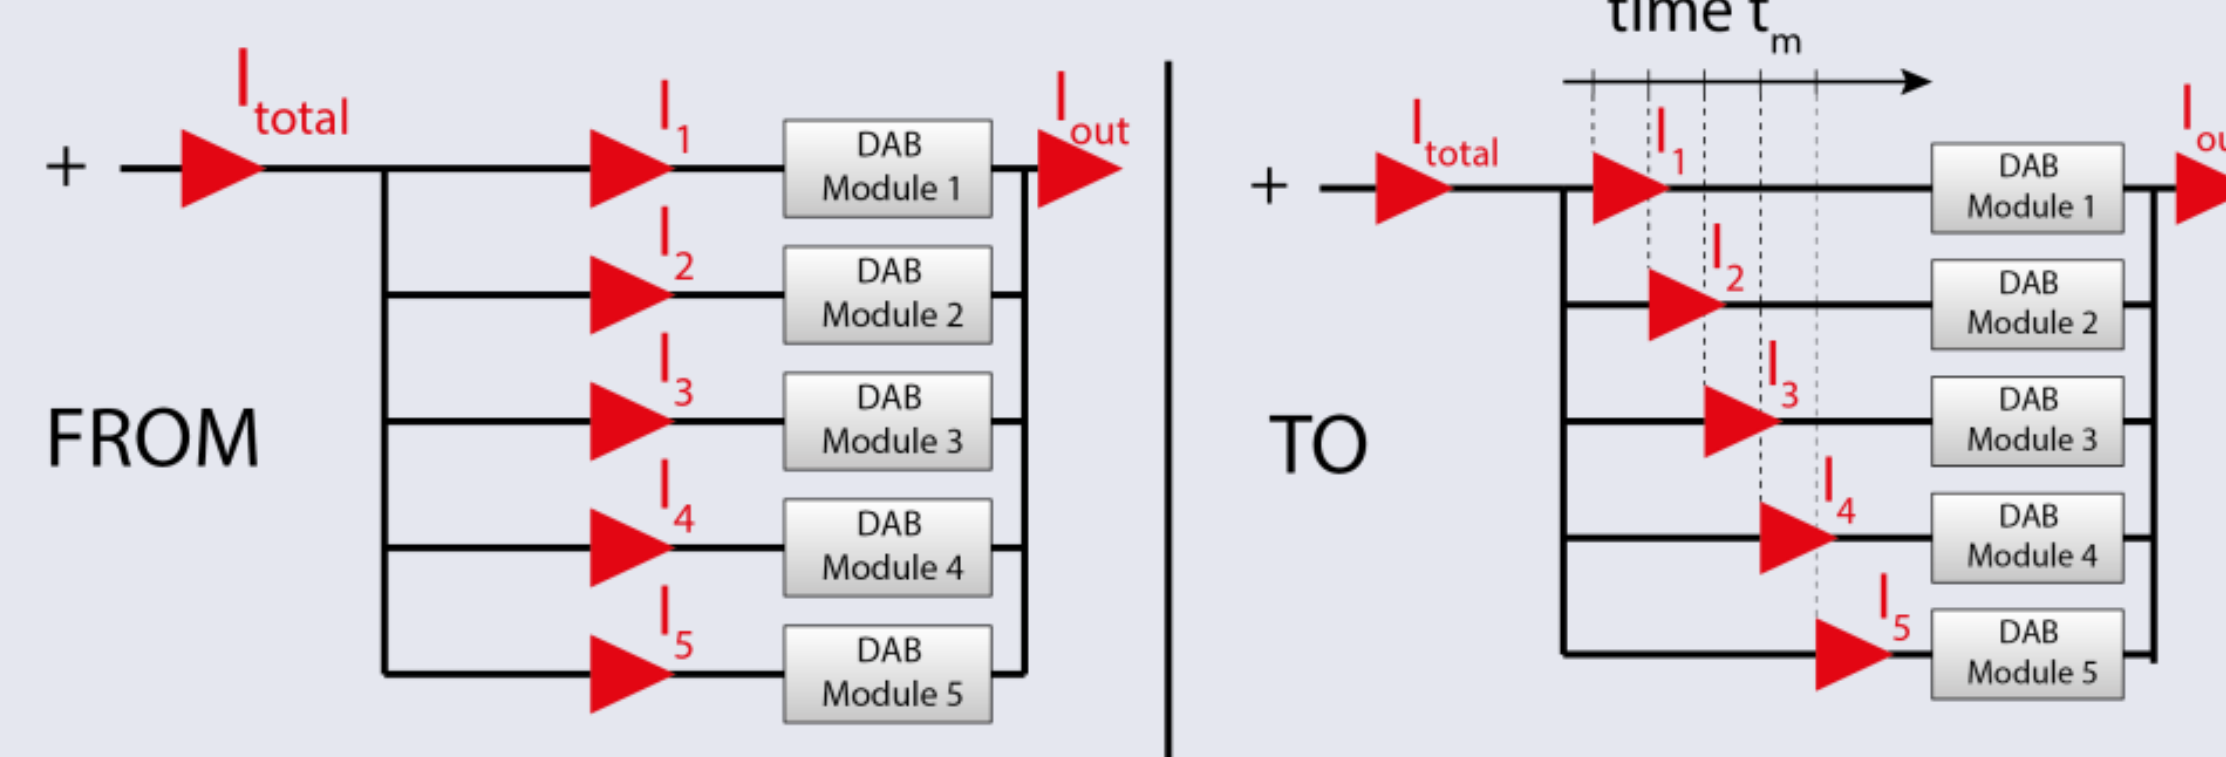 time t m
I total
I 1
I out
DAB
Module 1
+
I 2
DAB
Module 2
I 3
DAB
Module 3
FROM
I 4
DAB
Module 4
I 5
DAB
Module 5
I total
I 1
I ou
DAB
Module 1
+
I 2
DAB
Module 2
I 3
DAB
Module 3
TO
I 4
DAB
Module 4
I 5
DAB
Module 5